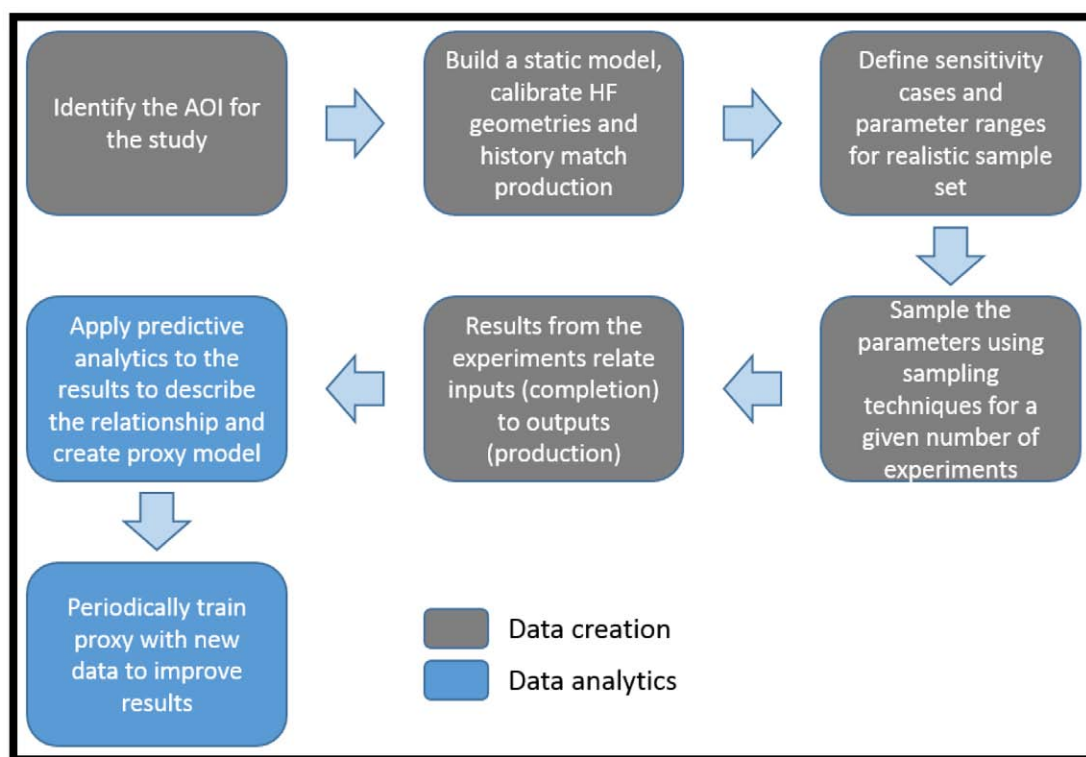 Identify the AOI for
the study
Build a static model,
calibrate HF
geometries and
history match
production
Define sensitivity
cases and
parameter ranges
for realistic sample
set
Sample the
parameters using
sampling
techniques for a
given number of
experiments
Results from the
experiments relate
inputs (completion)
to outputs
(production)
Apply predictive
analytics to the
results to describe
the relationship and
create proxy model
Periodically train
proxy with new
data to improve
results
Data creation
Data analytics